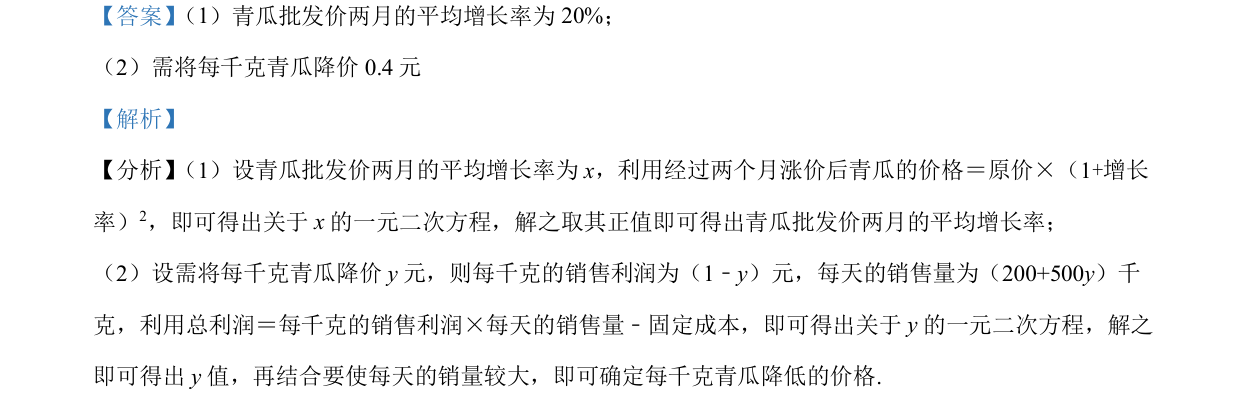 【答案】（1）青瓜批发价两月的平均增长率为 20%；
（2）需将每千克青瓜降价 0.4 元
【解析】
【分析】（1）设青瓜批发价两月的平均增长率为 x，利用经过两个月涨价后青瓜的价格＝原价×（1+增长
率）²，即可得出关于 x 的一元二次方程，解之取其正值即可得出青瓜批发价两月的平均增长率；
（2）设需将每千克青瓜降价 y 元，则每千克的销售利润为（1﹣y）元，每天的销售量为（200+500y）千
克，利用总利润＝每千克的销售利润×每天的销售量﹣固定成本，即可得出关于 y 的一元二次方程，解之
即可得出 y 值，再结合要使每天的销量较大，即可确定每千克青瓜降低的价格.